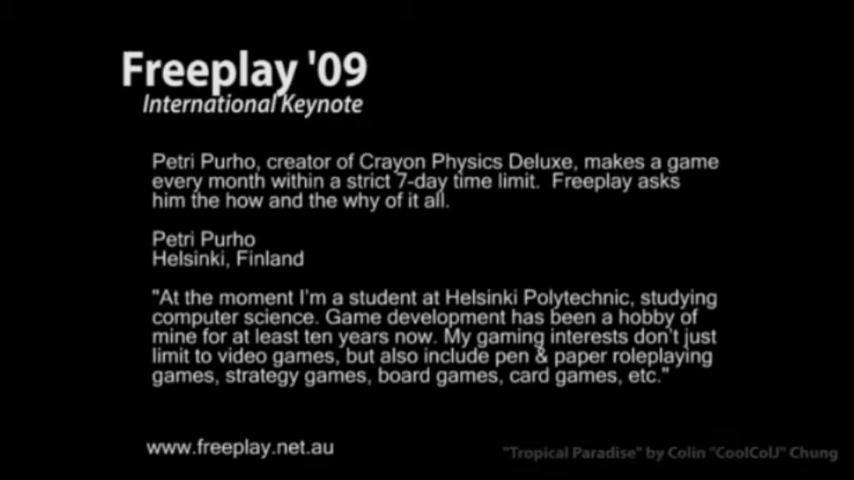 Freeplay '09
International Keynote
Petri Purho, creator of Crayon Physics Deluxe, makes a game
every month within a strict 7-day time limit.  Freeplay asks
him the how and the why of it all.
Petri Purho
Helsinki, Finland
"At the moment I'm a student at Helsinki Polytechnic, studying
computer science. Game development has been a hobby of
mine for at least ten years now. My gaming interests don't just
limit to video games, but also include pen & paper roleplaying
games, strategy games, board games, card games, etc."
www.freeplay.net.au
"Tropical Paradise" by Colin "CoolColJ" Chung